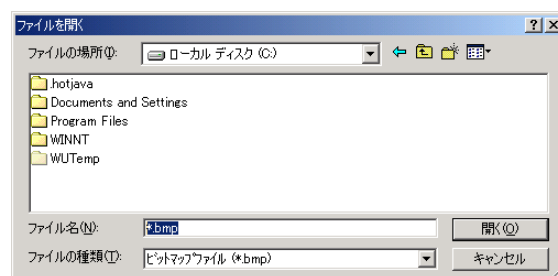 ファイルを開く
ファイルの場所(I):
ローカル ディスク (C:)
.hotjava
Documents and Settings
Program Files
WINNT
WUTemp
ファイル名(N):
*.bmp
開く(O)
ファイルの種類(T):
ビットマップファイル (*.bmp)
キャンセル